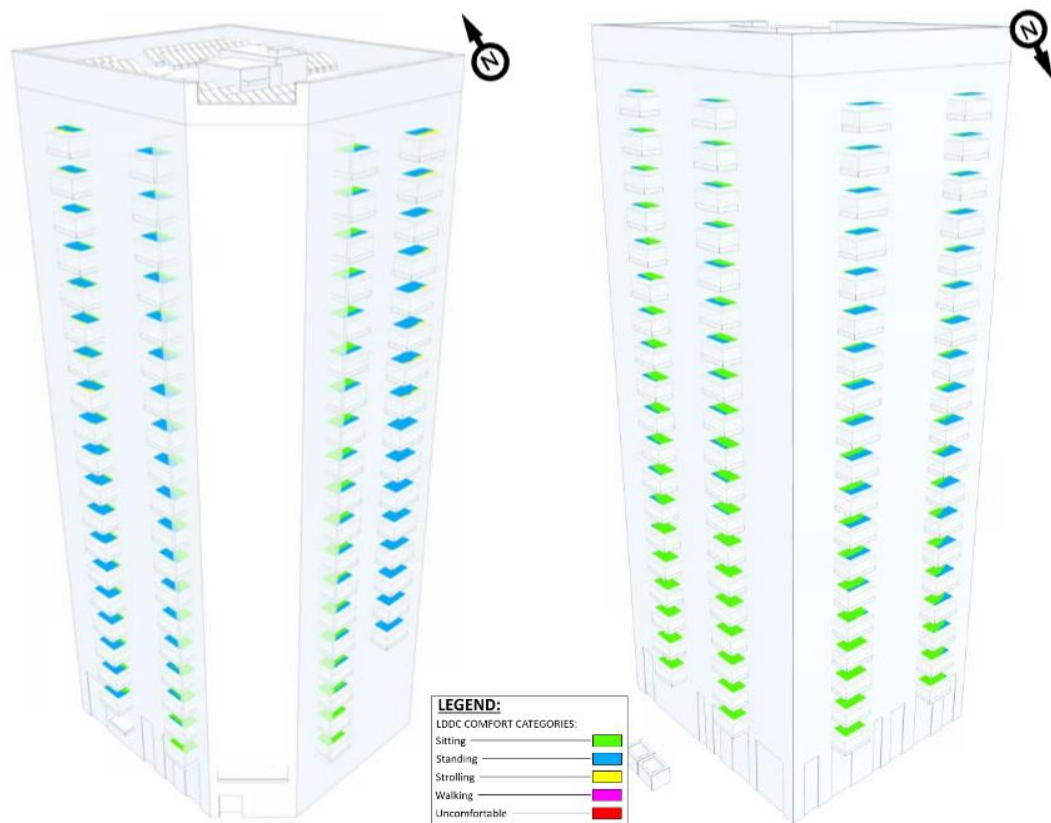 N
N
LEGEND:
LDDC COMFORT CATEGORIES:
Sitting
Standing
Strolling
Walking
Uncomfortable